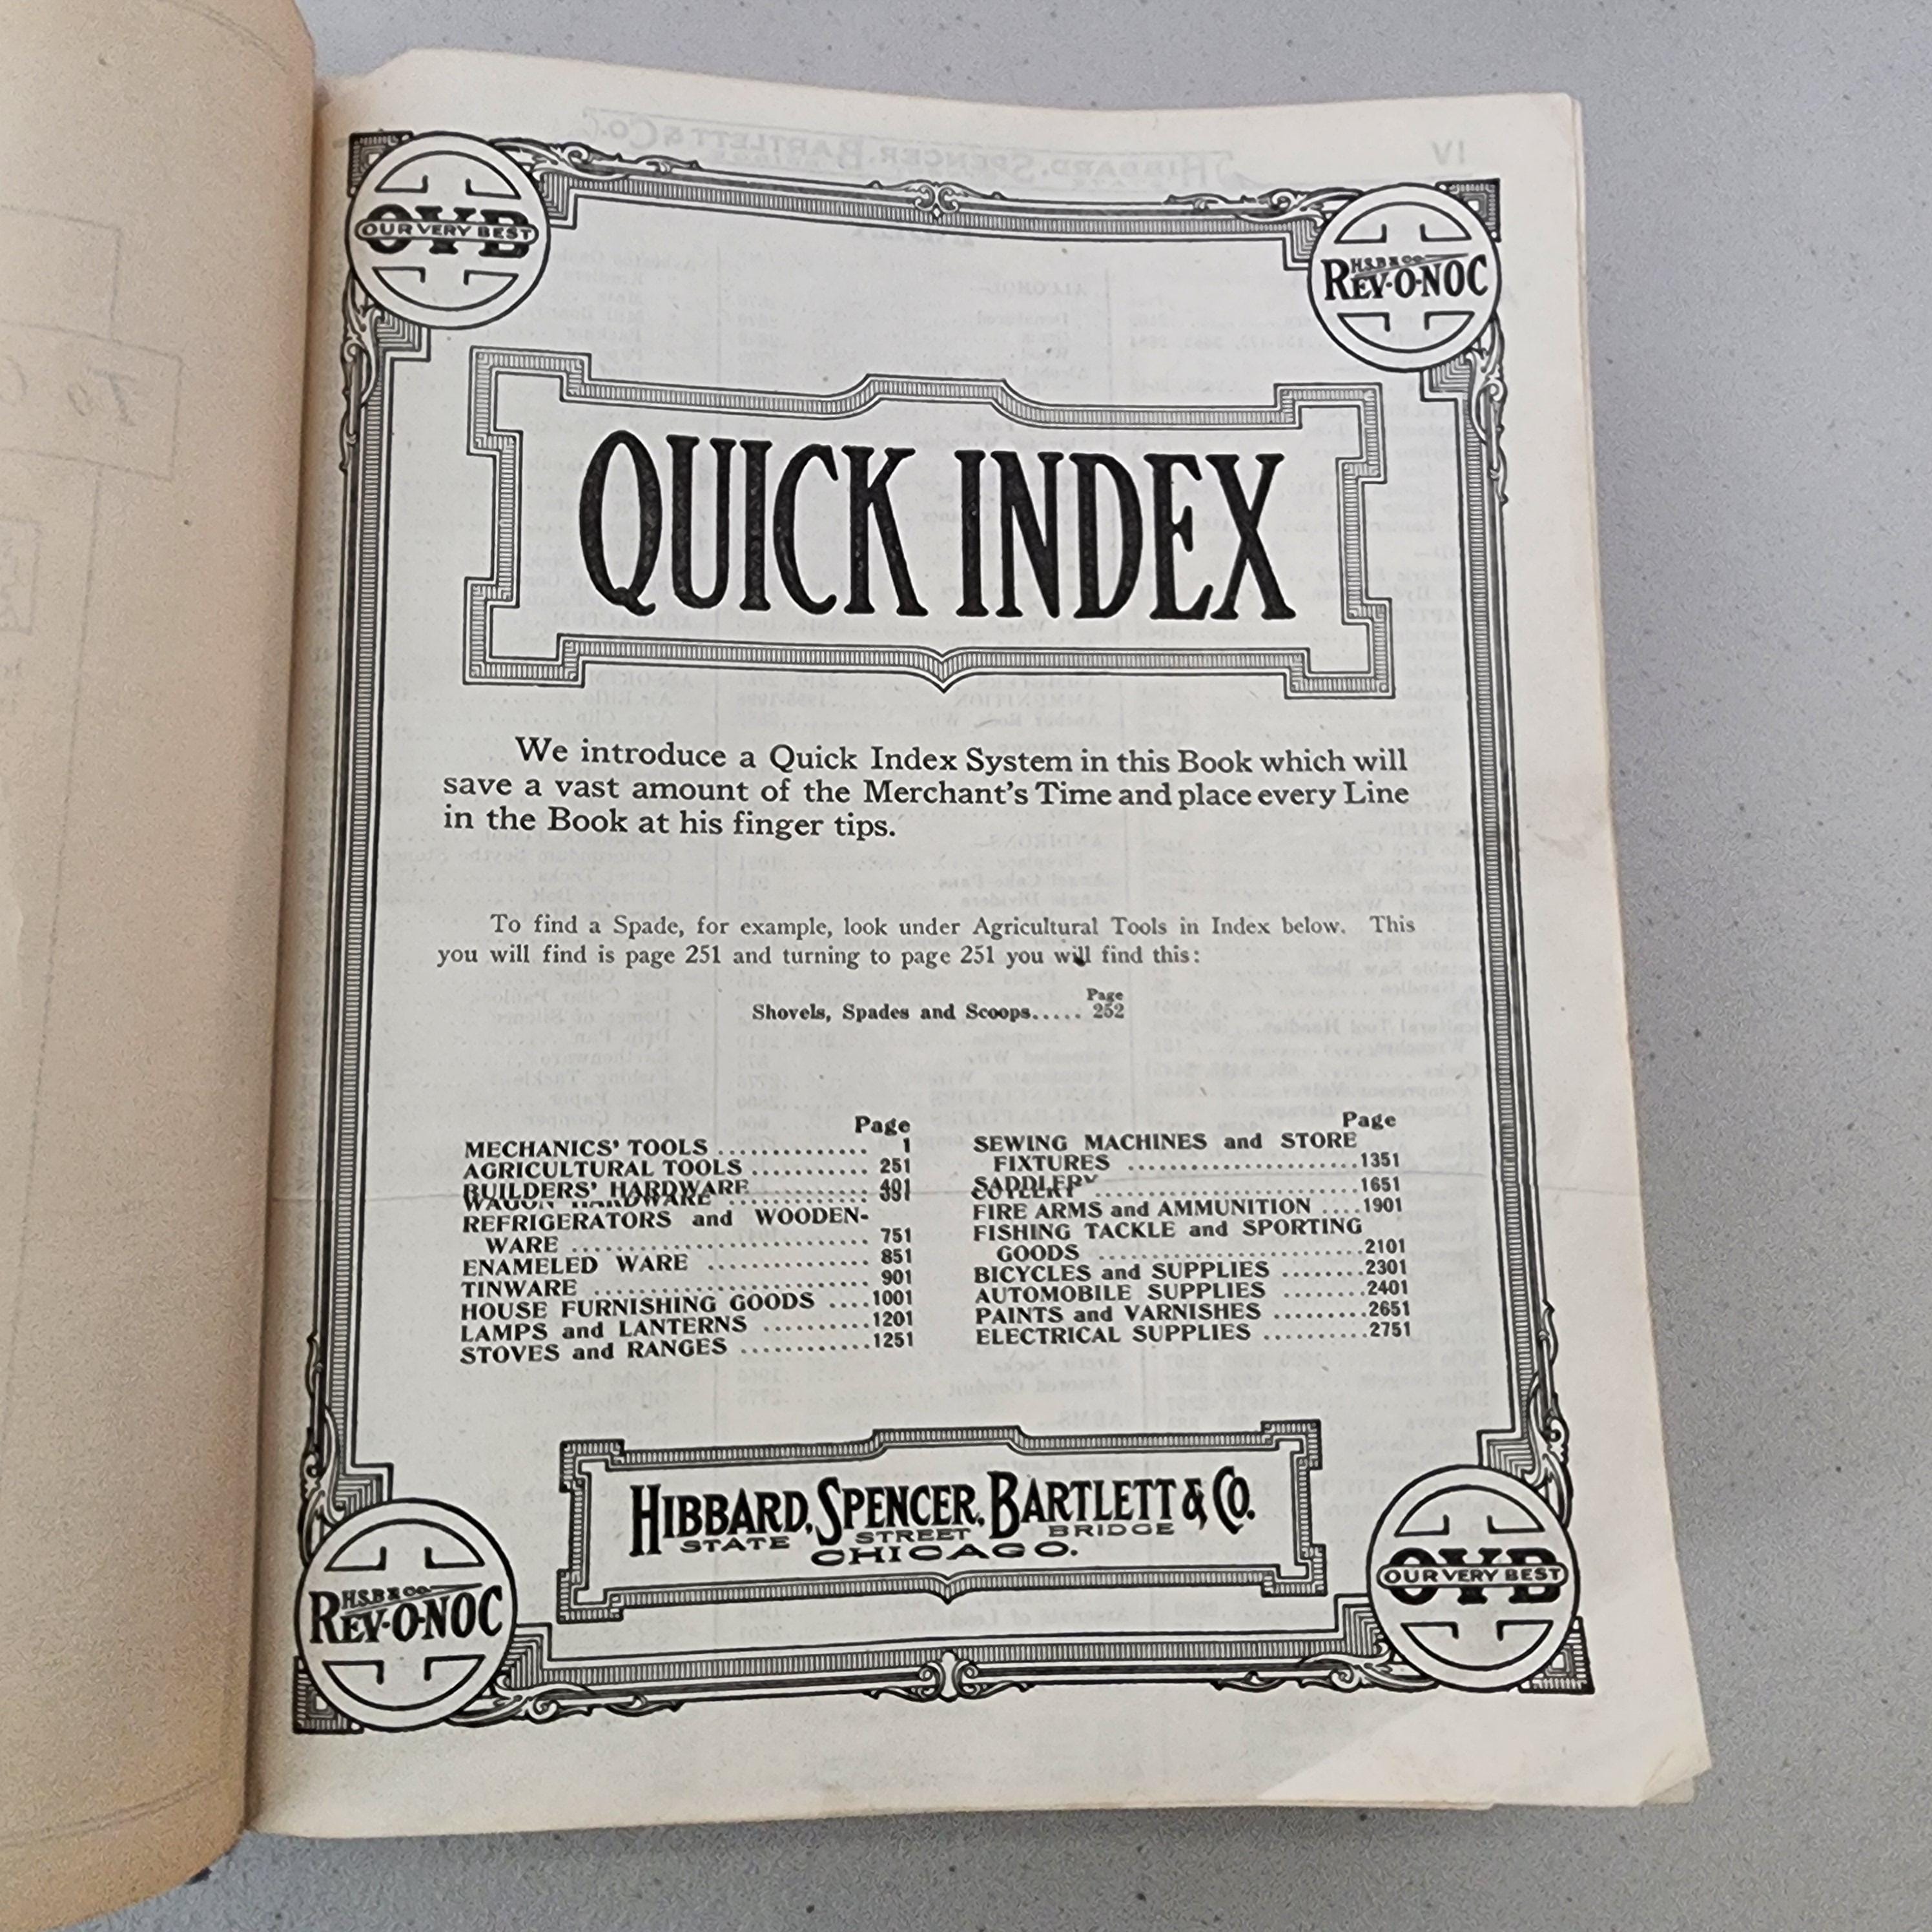 IV
HIBBARD, SPENCER, BARTLETT & CO.
OYB
OUR VERY BEST
H.S.B.& CO.
REV-O-NOC
QUICK INDEX
We introduce a Quick Index System in this Book which will
save a vast amount of the Merchant's Time and place every Line
in the Book at his finger tips.
To find a Spade, for example, look under Agricultural Tools in Index below. This
you will find is page 251 and turning to page 251 you will find this:
Page
Shovels, Spades and Scoops..... 252
Page
MECHANICS' TOOLS .............. 1
AGRICULTURAL TOOLS ........... 251
BUILDERS' HARDWARE ..........
WAGON HARDWARE ............
REFRIGERATORS and WOODEN-
WARE ............................ 751
ENAMELED WARE ............... 851
TINWARE ......................... 901
HOUSE FURNISHING GOODS ....1001
LAMPS and LANTERNS ..........1201
STOVES and RANGES ............1251
Page
SEWING MACHINES and STORE
FIXTURES .......................1351
SADDLERY
CUTLERY .........................1651
FIRE ARMS and AMMUNITION ....1901
FISHING TACKLE and SPORTING
GOODS ..........................2101
BICYCLES and SUPPLIES ........2301
AUTOMOBILE SUPPLIES ........2401
PAINTS and VARNISHES .........2651
ELECTRICAL SUPPLIES ..........2751
HIBBARD, SPENCER, BARTLETT & CO.
STATE STREET BRIDGE
CHICAGO.
H.S.B.& CO.
REV-O-NOC
OYB
OUR VERY BEST
To